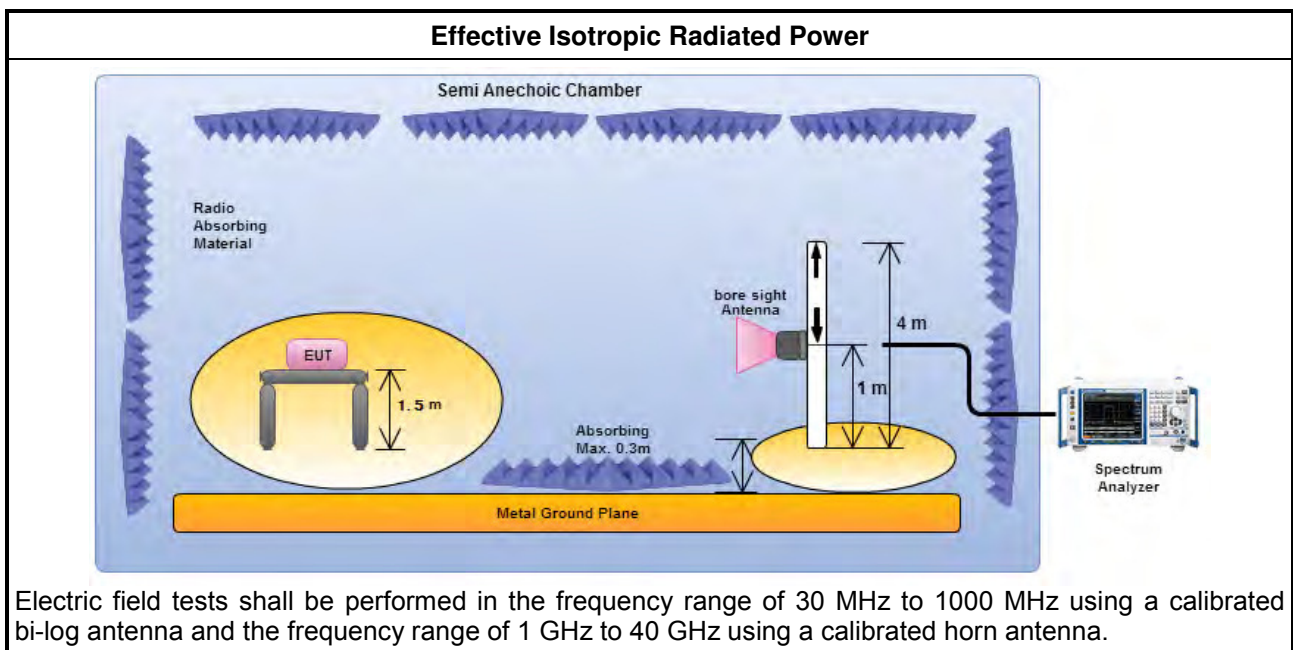 Effective Isotropic Radiated Power
Semi Anechoic Chamber
Radio
Absorbing
Material
bore sight
Antenna
4 m
EUT
1.5 m
1 m
Absorbing
Max. 0.3m
Spectrum
Analyzer
Metal Ground Plane
Electric field tests shall be performed in the frequency range of 30 MHz to 1000 MHz using a calibrated
bi-log antenna and the frequency range of 1 GHz to 40 GHz using a calibrated horn antenna.